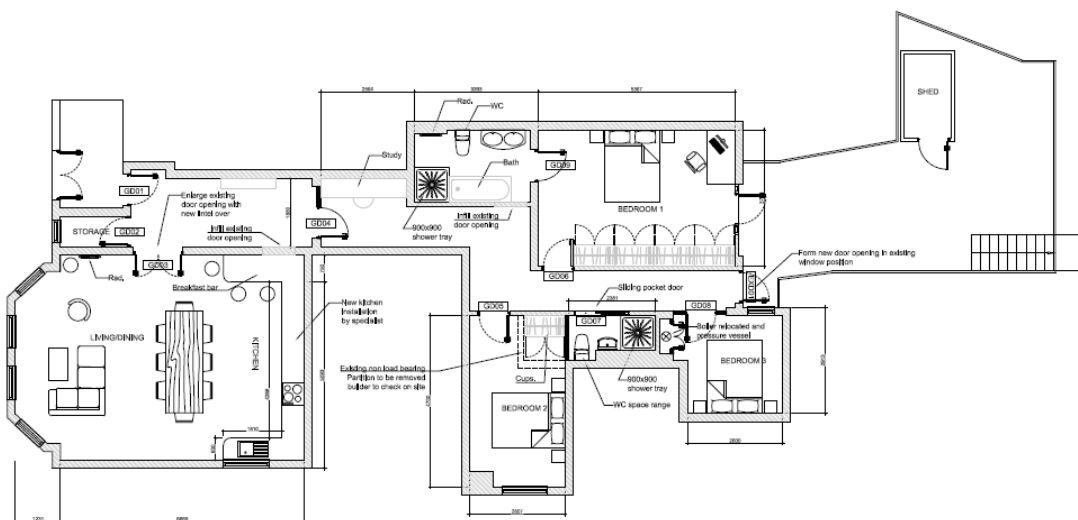 SHED
2564
3393
5367
Rad.
WC
Study
Bath
GD09
GD01
Enlarge existing
door opening with
new lintel over
BEDROOM 1
STORAGE
GD02
Infill existing
door opening
GD04
Infill existing
door opening
900x900
shower tray
GD03
GD06
Form new door opening in existing
window position
Rad.
Breakfast bar
Sliding pocket door
New kitchen
Installation
by specialist
GD05
GD07
GD08
LIVING/DINING
KITCHEN
Boiler relocated and
pressure vessel
BEDROOM 3
Existing non load bearing
Partition to be removed
builder to check on site
Cups.
900x900
shower tray
WC space range
BEDROOM 2